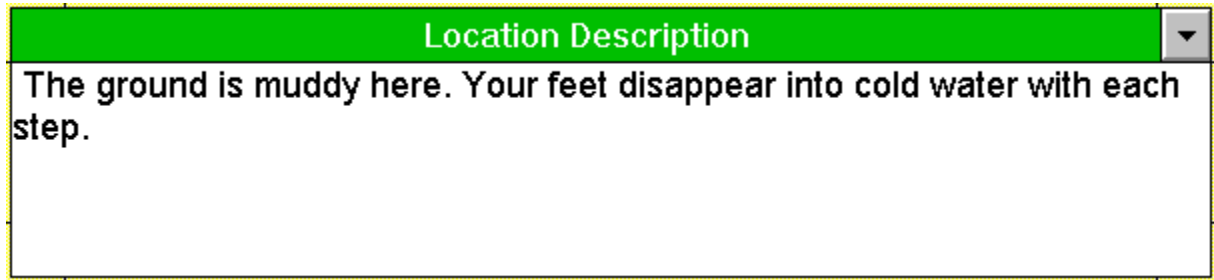 Location Description
The ground is muddy here. Your feet disappear into cold water with each
step.